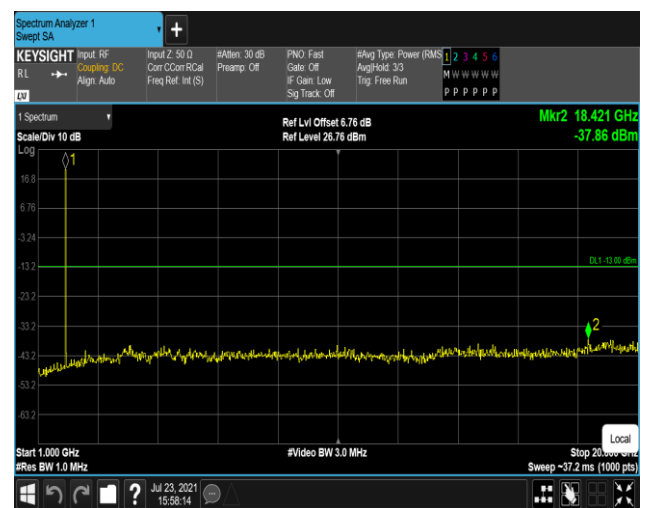 Spectrum Analyzer 1
Swept SA
+
KEYSIGHT Input: RF Input Z: 50 Ω #Atten: 30 dB PNO: Fast #Avg Type: Power (RMS 1 2 3 4 5 6
RL Coupling: DC Corr CCorr RCal Preamp: Off Gate: Off Avg|Hold: 3/3 M W W W W W
Align: Auto Freq Ref: Int (S) IF Gain: Low Trig: Free Run
LXI Sig Track: Off P P P P P P
1 Spectrum
Ref Lvl Offset 6.76 dB Mkr2 18.421 GHz
Scale/Div 10 dB Ref Level 26.76 dBm -37.86 dBm
Log
1
16.8
6.76
-3.24
-13.2
DL1 -13.00 dBm
-23.2
-33.2
2
-43.2
-53.2
-63.2
Local
Start 1.000 GHz #Video BW 3.0 MHz Stop 20.000 GHz
#Res BW 1.0 MHz Sweep ~37.2 ms (1000 pts)
? Jul 23, 2021
15:58:14